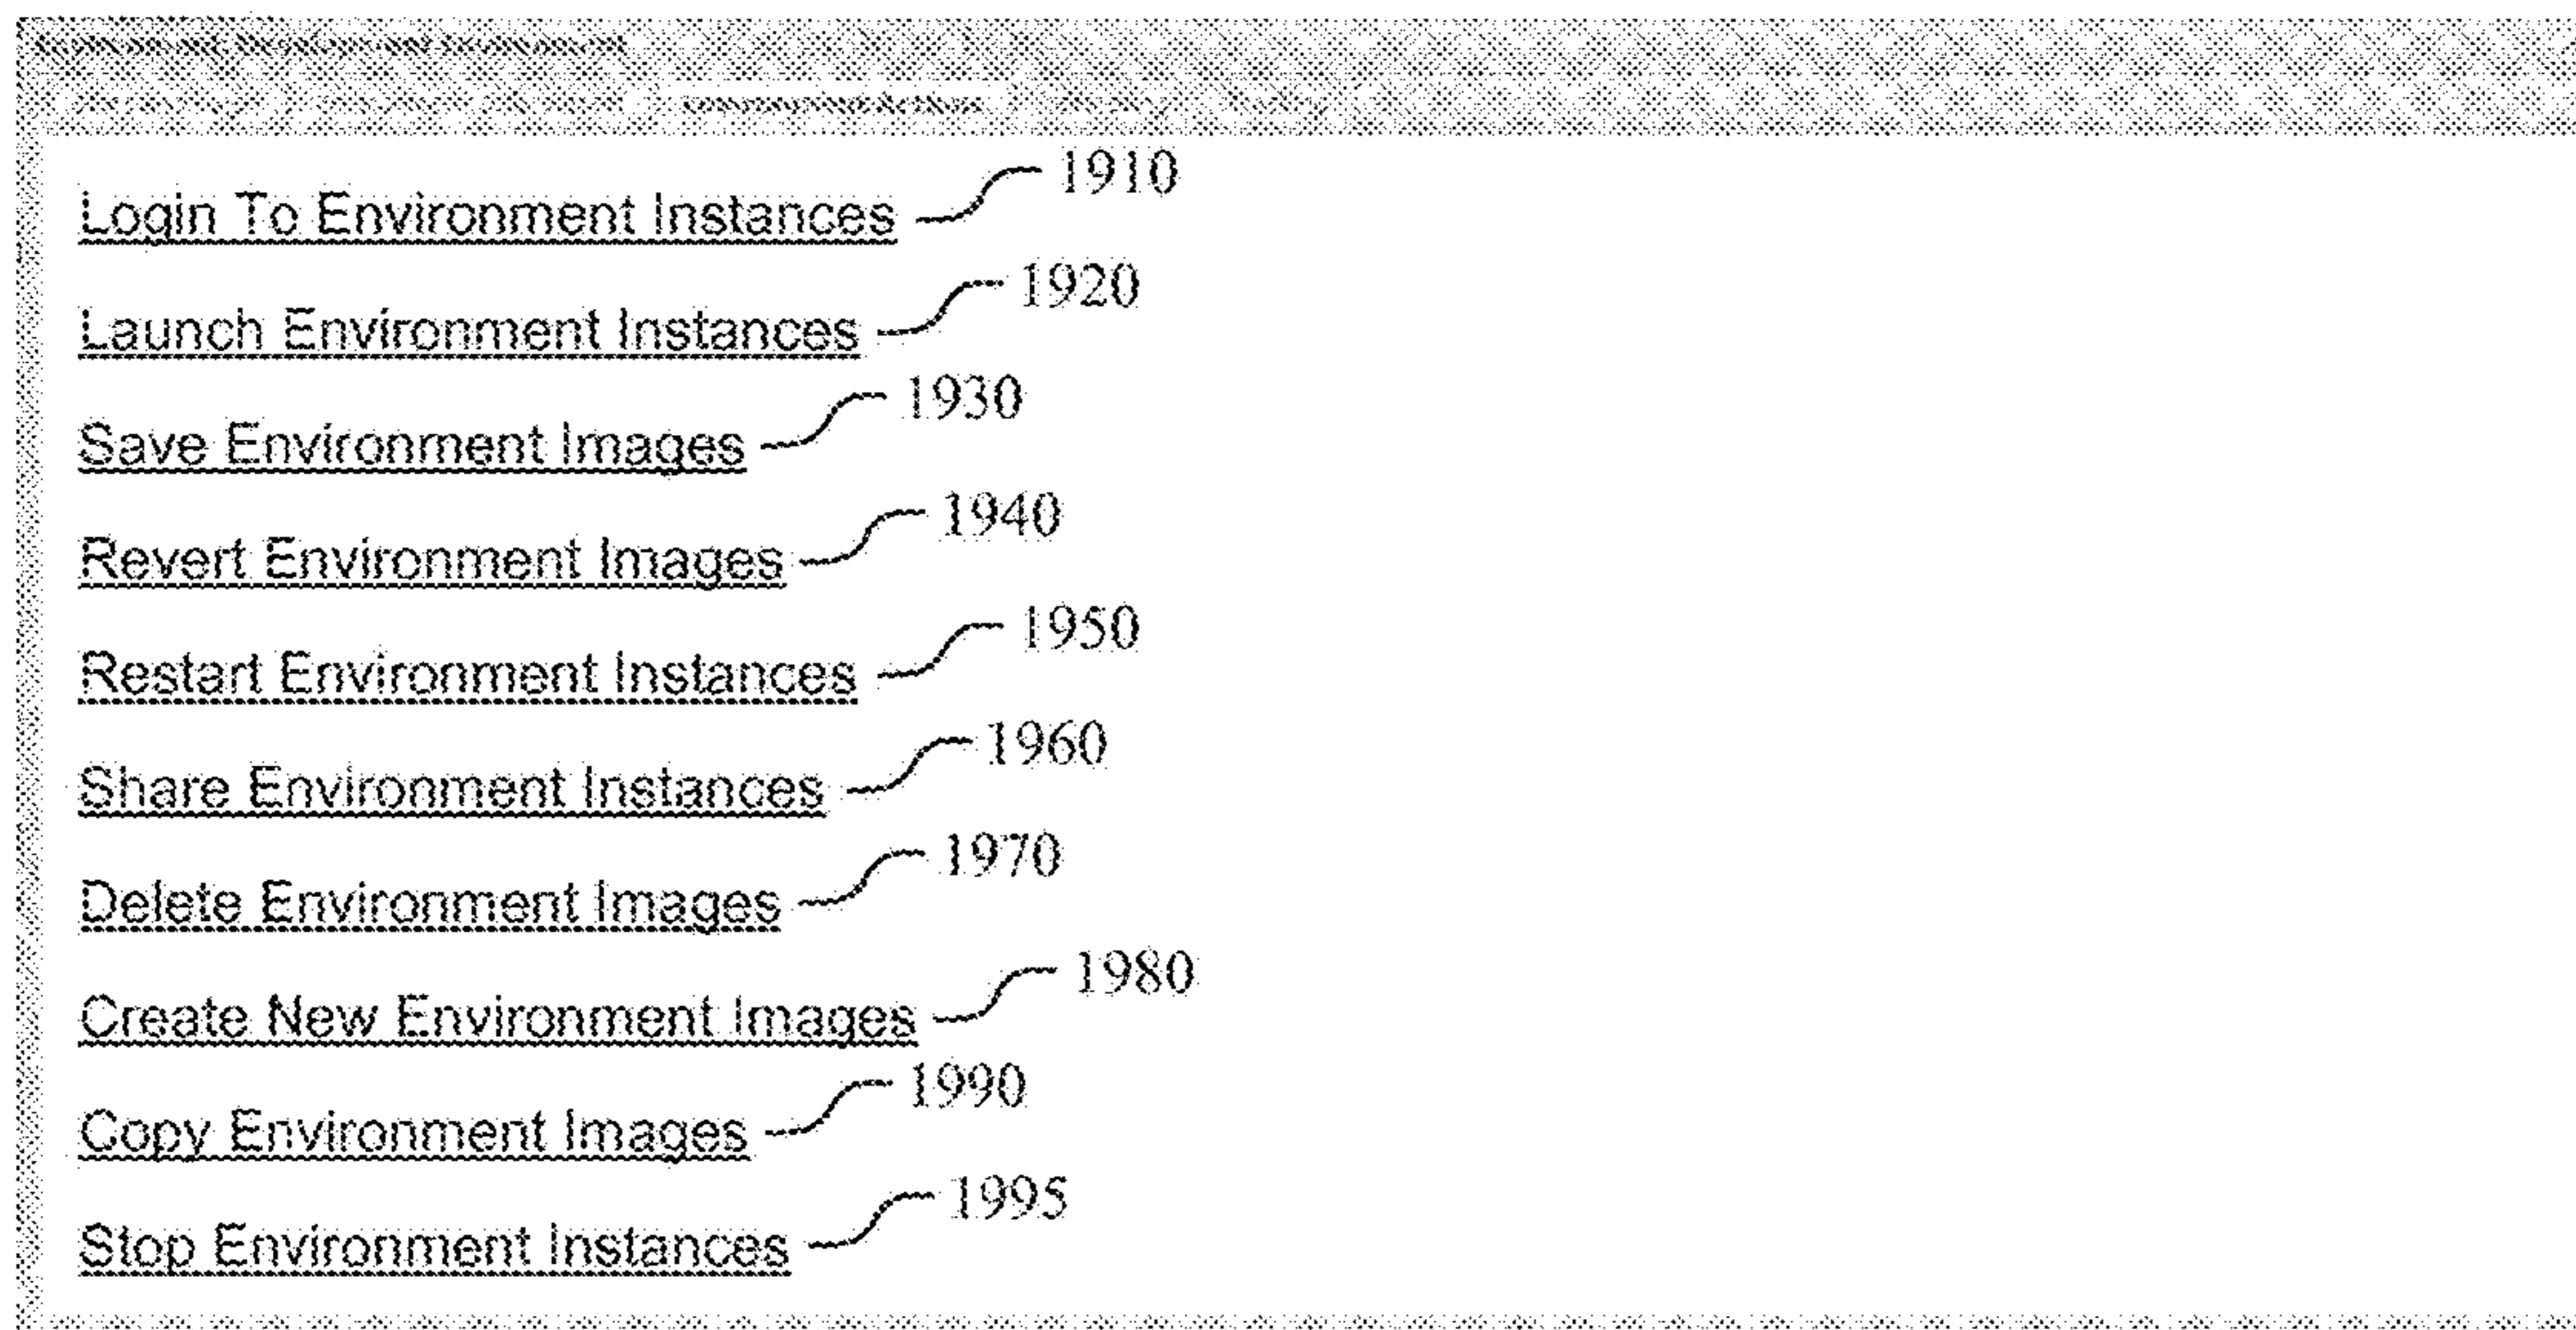 Login To Environment Instances 1910
Launch Environment Instances 1920
Save Environment Images 1930
Revert Environment Images 1940
Restart Environment Instances 1950
Share Environment Instances 1960
Delete Environment Images 1970
Create New Environment Images 1980
Copy Environment Images 1990
Stop Environment Instances 1995